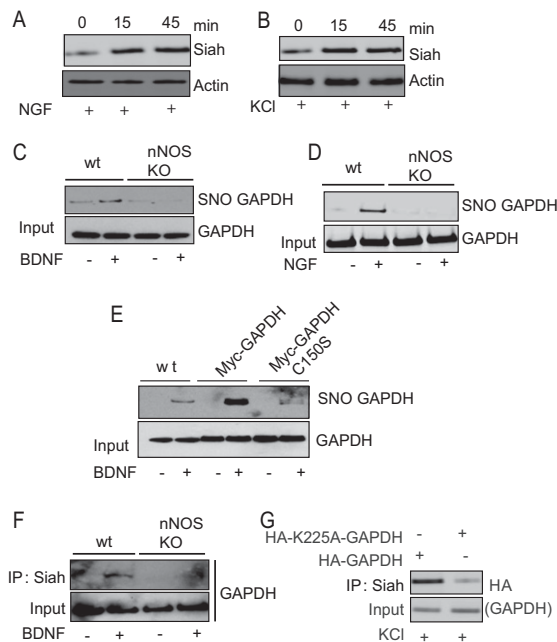 A
0 15 45 min
Siah
Actin
NGF + + +
B
0 15 45 min
Siah
Actin
KCl + + +
C
wt nNOS KO
SNO GAPDH
Input GAPDH
BDNF - + - +
D
wt nNOS KO
SNO GAPDH
Input GAPDH
NGF - + - +
E
wt Myc-GAPDH Myc-GAPDH C150S
SNO GAPDH
Input GAPDH
BDNF - + - + - +
F
wt nNOS KO
IP: Siah
GAPDH
Input
BDNF - + - +
G
HA-K225A-GAPDH - +
HA-GAPDH + -
IP: Siah HA
Input (GAPDH)
KCl + +